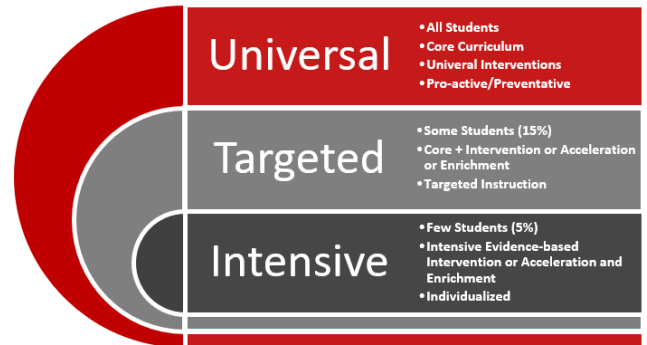 Universal
•All Students
•Core Curriculum
•Univeral Interventions
•Pro-active/Preventative
Targeted
•Some Students (15%)
•Core + Intervention or Acceleration
or Enrichment
•Targeted Instruction
Intensive
•Few Students (5%)
•Intensive Evidence-based
Intervention or Acceleration and
Enrichment
•Individualized